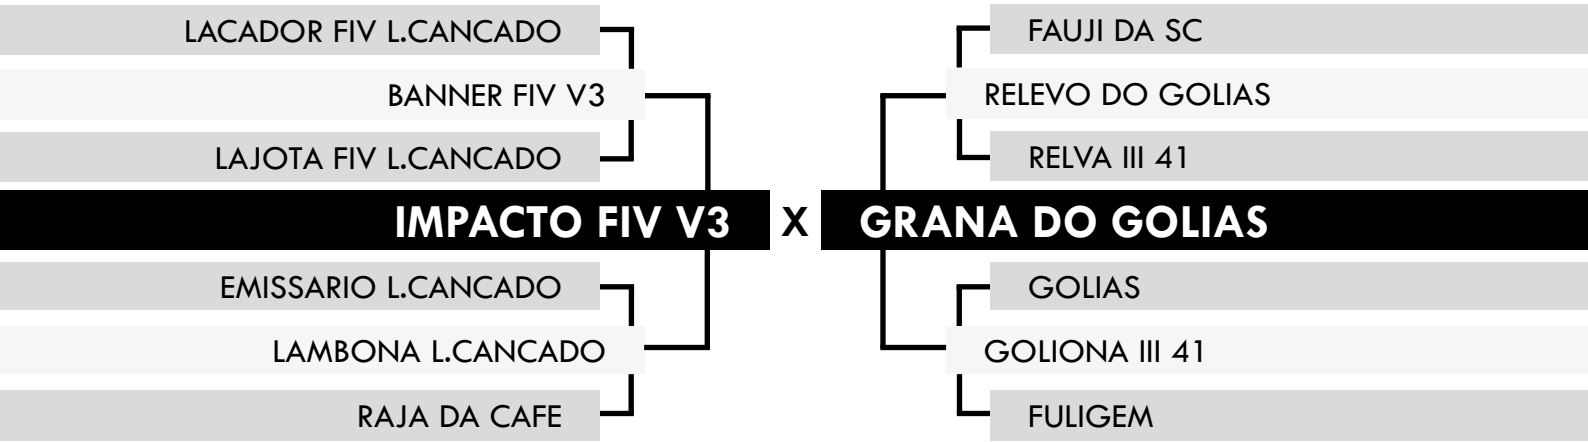 LACADOR FIV L.CANCADO
BANNER FIV V3
LAJOTA FIV L.CANCADO
IMPACTO FIV V3
EMISSARIO L.CANCADO
LAMBONA L.CANCADO
RAJA DA CAFE
X
FAUJI DA SC
RELEVO DO GOLIAS
RELVA III 41
GRANA DO GOLIAS
GOLIAS
GOLIONA III 41
FULIGEM